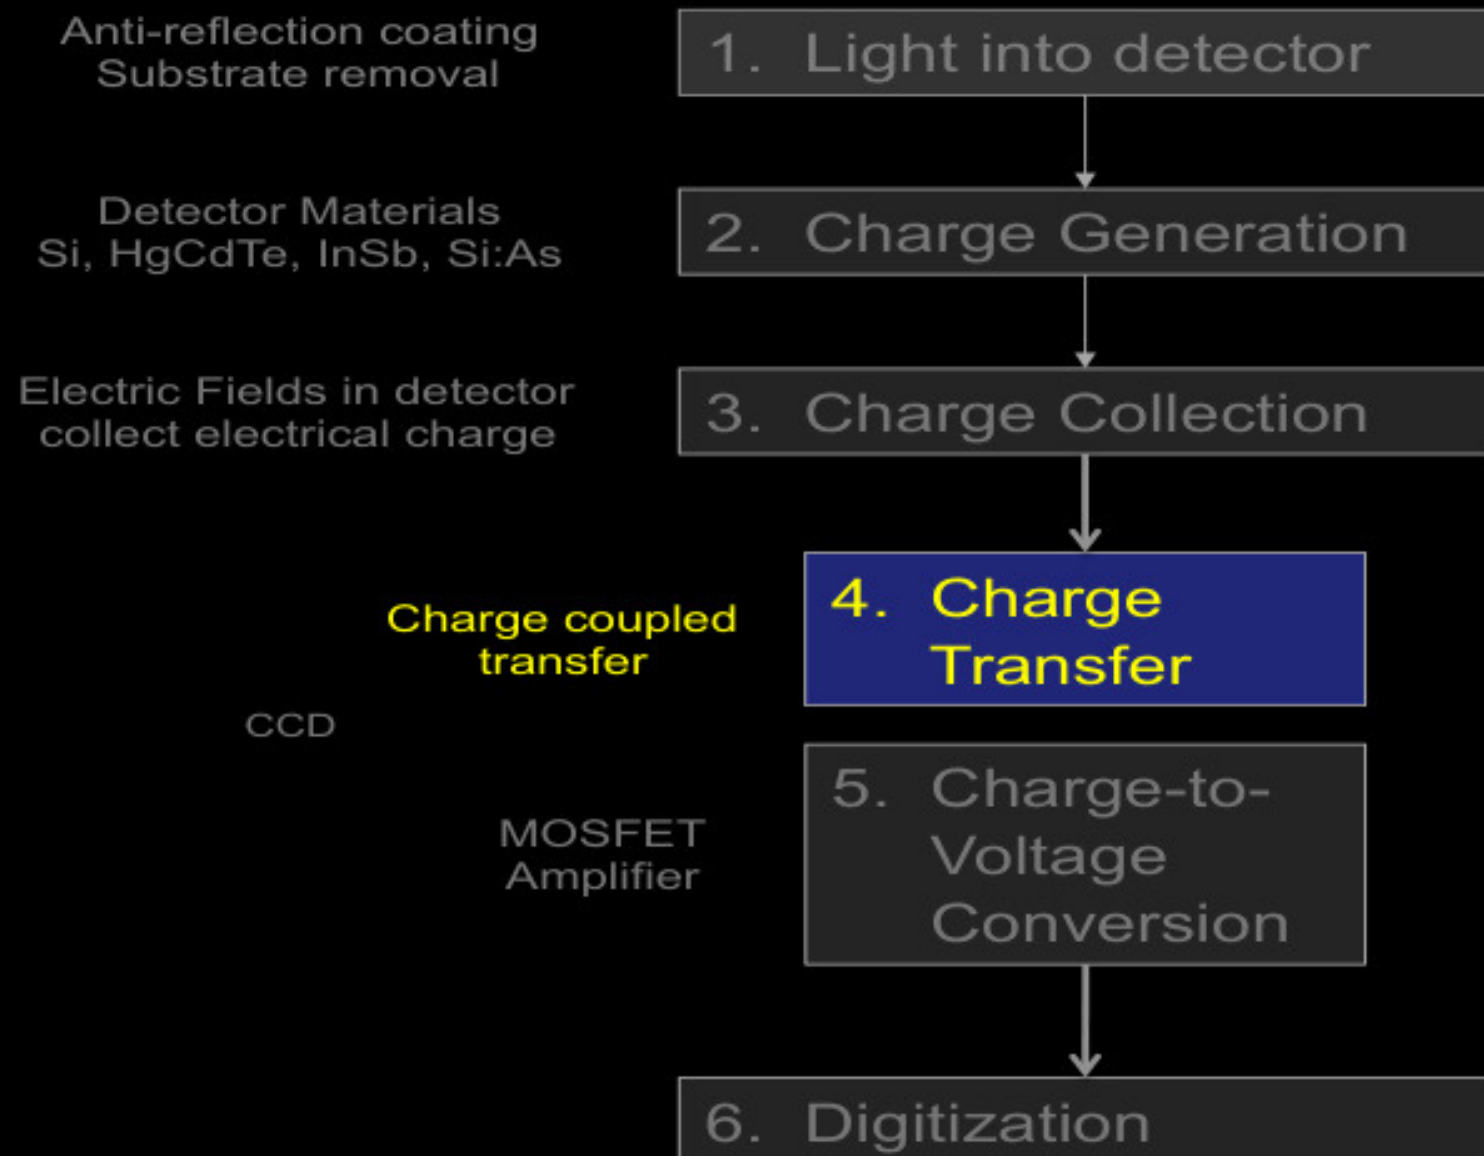 Anti-reflection coating
Substrate removal
1. Light into detector
Detector Materials
Si, HgCdTe, InSb, Si:As
2. Charge Generation
Electric Fields in detector
collect electrical charge
3. Charge Collection
Charge coupled
transfer
4. Charge
Transfer
CCD
MOSFET
Amplifier
5. Charge-to-
Voltage
Conversion
6. Digitization